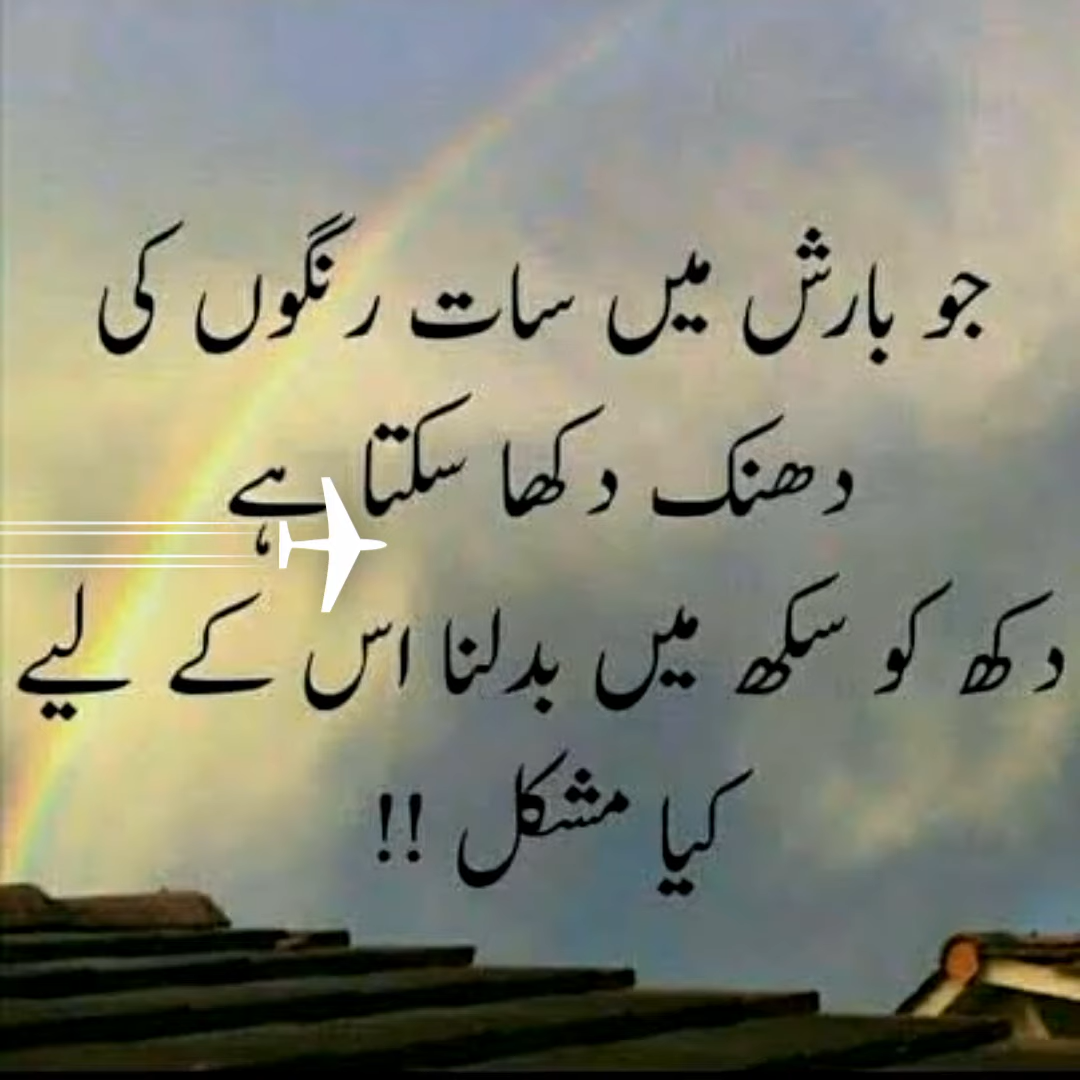 جو بارش میں سات رنگوں کی
دھنک دکھا سکتا ہے
دکھ کو سکھ میں بدلنا اس کے لیے
کیا مشکل !!